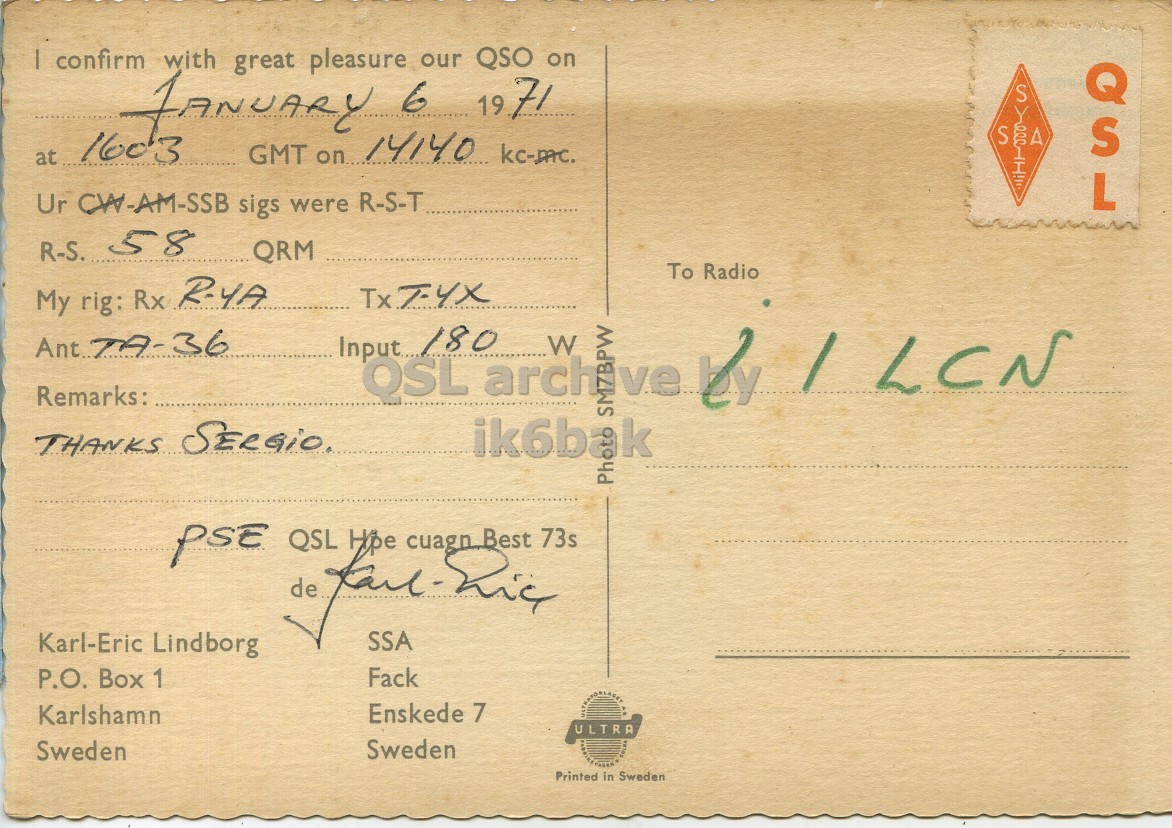 I confirm with great pleasure our QSO on
JANUARY 6 1971
at 1603 GMT on 14140 kc-mc.
Ur CW-AM-SSB sigs were R-S-T
R-S. 58 QRM
My rig: Rx R-4A Tx T-4X
Ant TA-36 Input 180 W
Remarks:
THANKS SERGIO.
PSE QSL Hpe cuagn Best 73s
de Karl-Eric
Karl-Eric Lindborg
P.O. Box 1
Karlshamn
Sweden
SSA
Fack
Enskede 7
Sweden
Photo SM7BPW
ULTRA
Printed in Sweden
QSL
S
Y
S A
I
To Radio
i 1 LCN
QSL archive by
ik6bak